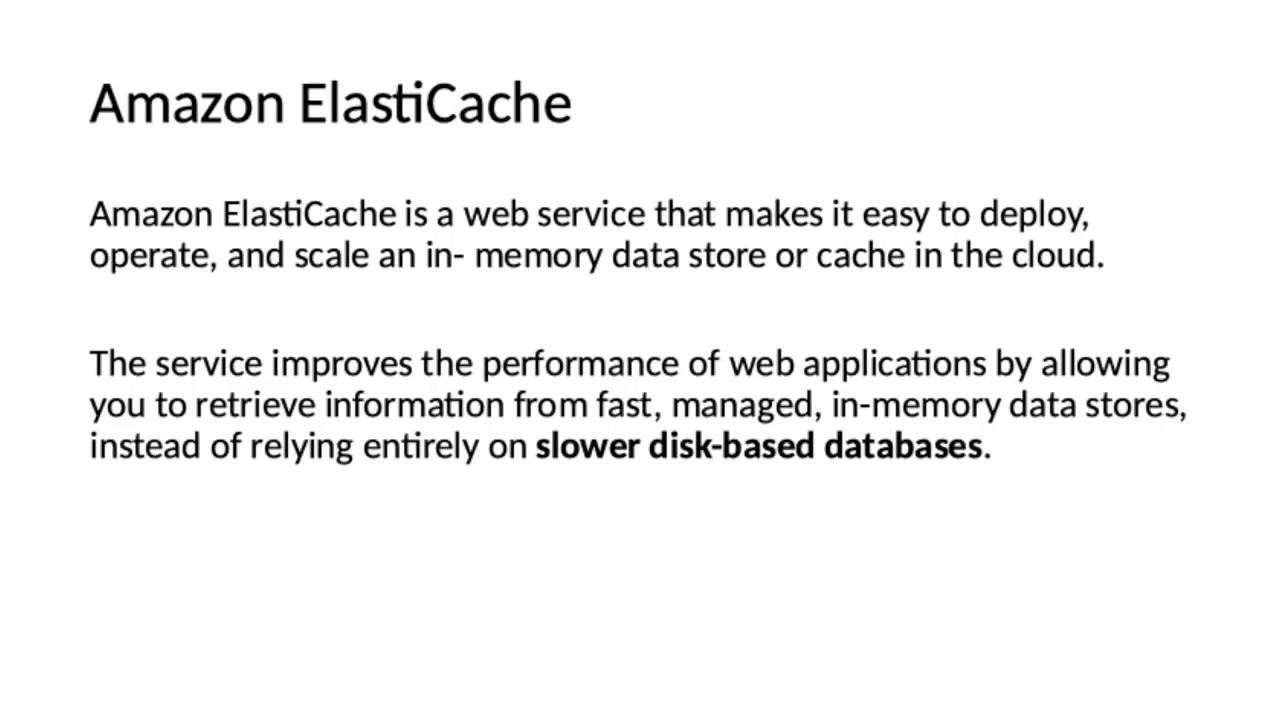 Amazon ElastiCache
Amazon ElastiCache is a web service that makes it easy to deploy,
operate, and scale an in- memory data store or cache in the cloud.
The service improves the performance of web applications by allowing
you to retrieve information from fast, managed, in-memory data stores,
instead of relying entirely on slower disk-based databases.